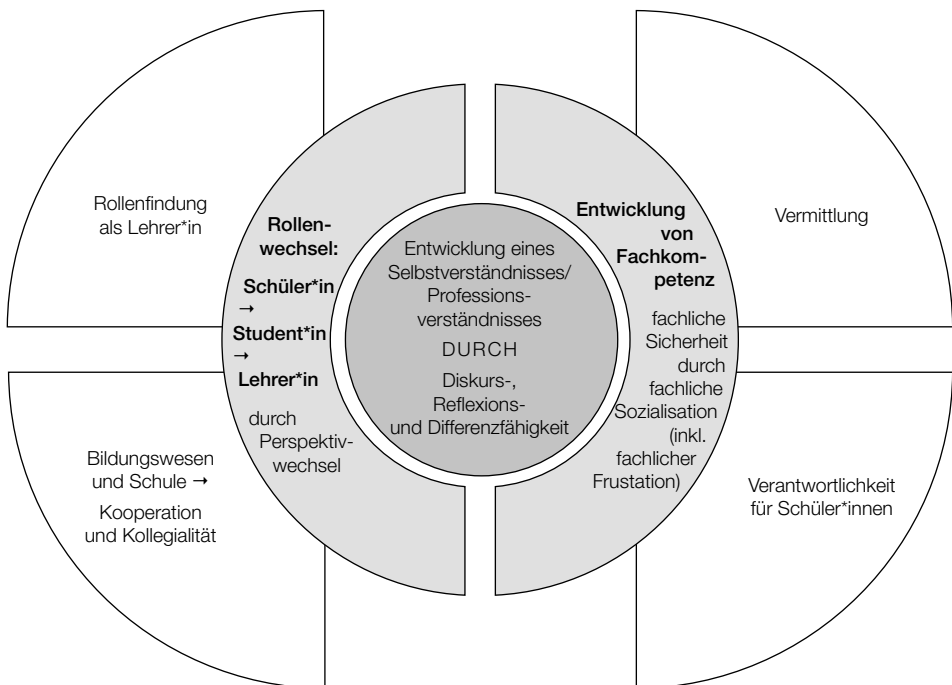 Rollenfindung
als Lehrer*in
Bildungswesen
und Schule →
Kooperation
und Kollegialität
Rollen-
wechsel:
Schüler*in
→
Student*in
→
Lehrer*in
durch
Perspektiv-
wechsel
Entwicklung eines
Selbstverständnisses/
Professions-
verständnisses
DURCH
Diskurs-,
Reflexions-
und Differenzfähigkeit
Entwicklung
von
Fachkom-
petenz
fachliche
Sicherheit
durch
fachliche
Sozialisation
(inkl.
fachlicher
Frustation)
Vermittlung
Verantwortlichkeit
für Schüler*innen